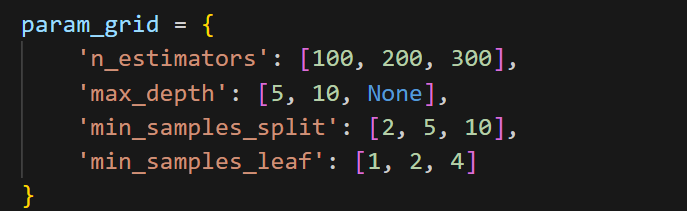 param_grid = {
    'n_estimators': [100, 200, 300],
    'max_depth': [5, 10, None],
    'min_samples_split': [2, 5, 10],
    'min_samples_leaf': [1, 2, 4]
}